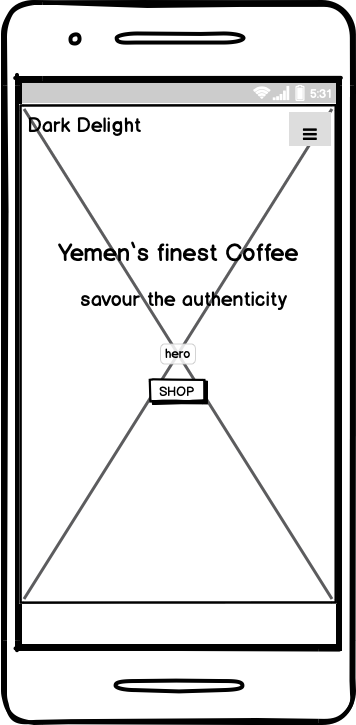 5:31
Dark Delight
Yemen`s finest Coffee
savour the authenticity
hero
SHOP